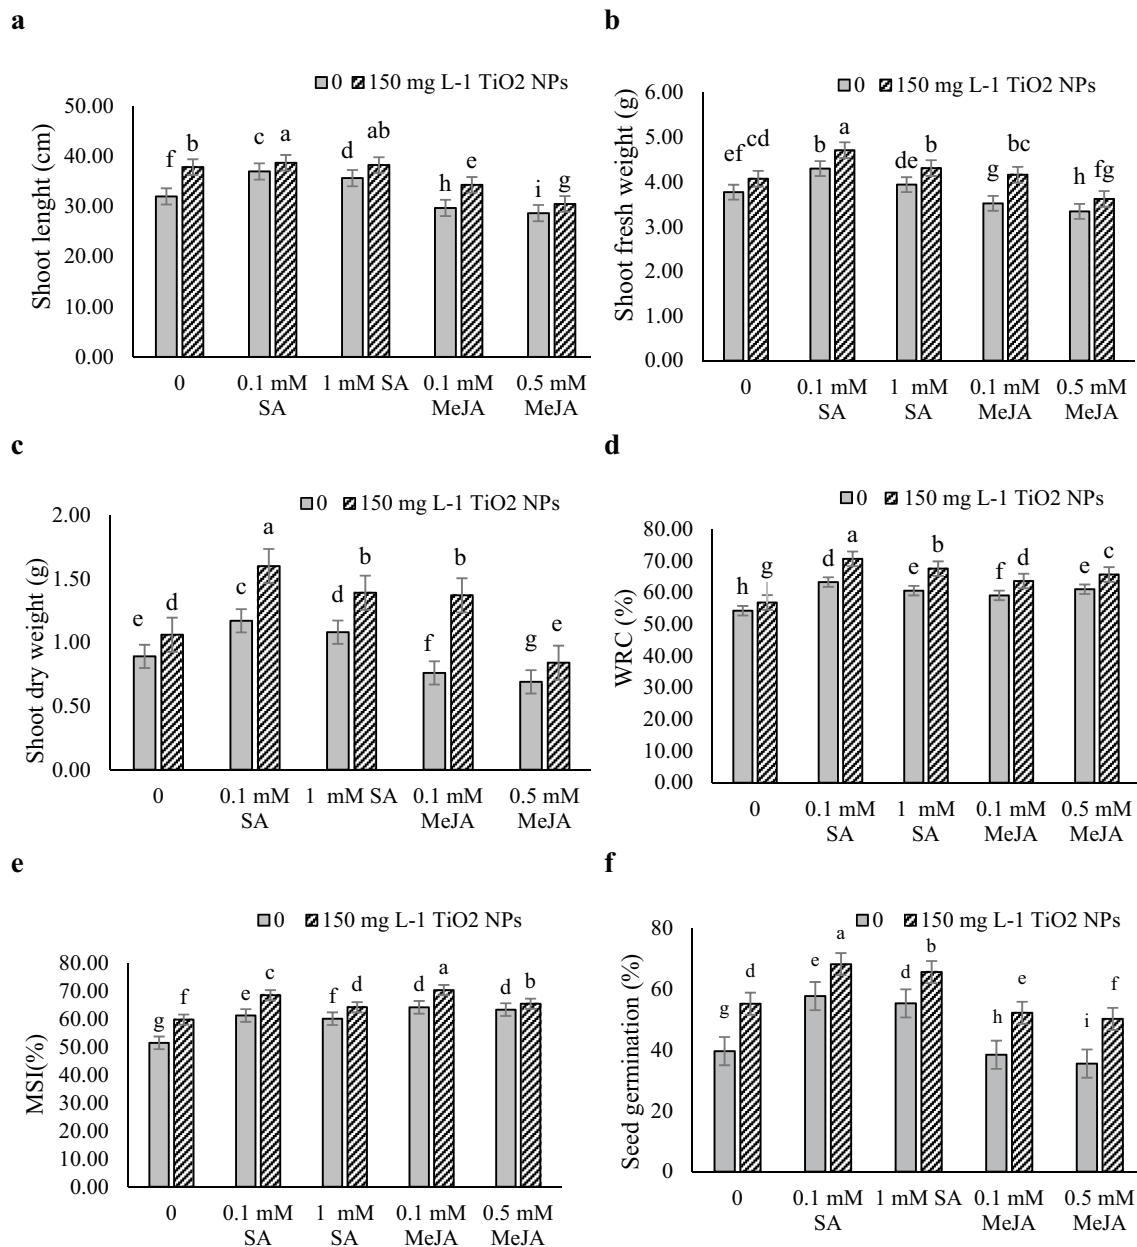 a
0 150 mg L-1 TiO2 NPs
Shoot lenght (cm)
50.00
40.00
30.00
20.00
10.00
0.00
f b c a d ab h e i g
0 0.1 mM SA 1 mM SA 0.1 mM MeJA 0.5 mM MeJA
b
0 150 mg L-1 TiO2 NPs
Shoot fresh weight (g)
6.00
5.00
4.00
3.00
2.00
1.00
0.00
ef cd b a de b g bc h fg
0 0.1 mM SA 1 mM SA 0.1 mM MeJA 0.5 mM MeJA
c
0 150 mg L-1 TiO2 NPs
Shoot dry weight (g)
2.00
1.50
1.00
0.50
0.00
e d c a d b f b g e
0 0.1 mM SA 1 mM SA 0.1 mM MeJA 0.5 mM MeJA
d
0 150 mg L-1 TiO2 NPs
WRC (%)
80.00
70.00
60.00
50.00
40.00
30.00
20.00
10.00
0.00
h g d a e b f d e c
0 0.1 mM SA 1 mM SA 0.1 mM MeJA 0.5 mM MeJA
e
0 150 mg L-1 TiO2 NPs
MSI(%)
80.00
70.00
60.00
50.00
40.00
30.00
20.00
10.00
0.00
g f e c f d d a d b
0 0.1 mM SA 1 mM SA 0.1 mM MeJA 0.5 mM MeJA
f
0 150 mg L-1 TiO2 NPs
Seed germination (%)
80
60
40
20
0
g d e a d b h e i f
0 0.1 mM SA 1 mM SA 0.1 mM MeJA 0.5 mM MeJA